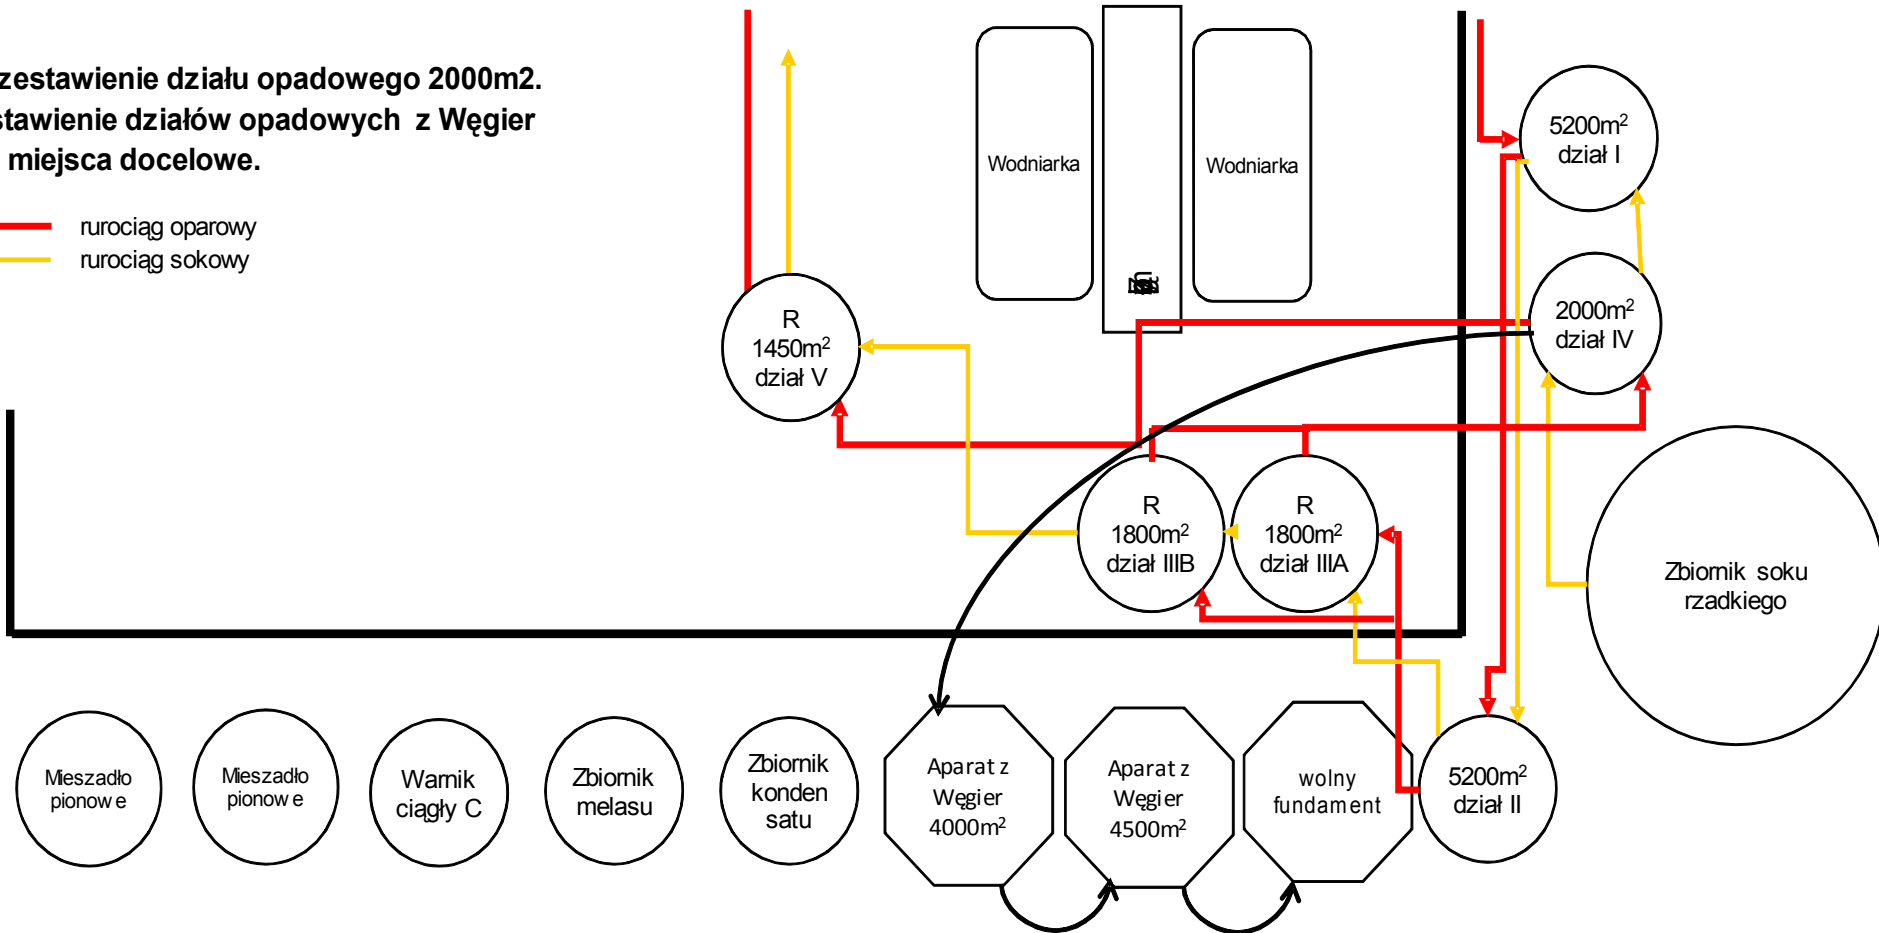 zestawienie działu opadowego 2000m2.
stawienie działów opadowych z Węgier
miejsca docelowe.
rurociąg oparowy
rurociąg sokowy
Wodniarka
Wodniarka
5200m²
dział I
2000m²
dział IV
R
1450m²
dział V
R
1800m²
dział IIIB
R
1800m²
dział IIIA
Zbiornik soku
rzadkiego
Mieszadło
pionowe
Mieszadło
pionowe
Warnik
ciągły C
Zbiornik
melasu
Zbiornik
konden
satu
Aparat z
Węgier
4000m²
Aparat z
Węgier
4500m²
wolny
fundament
5200m²
dział II